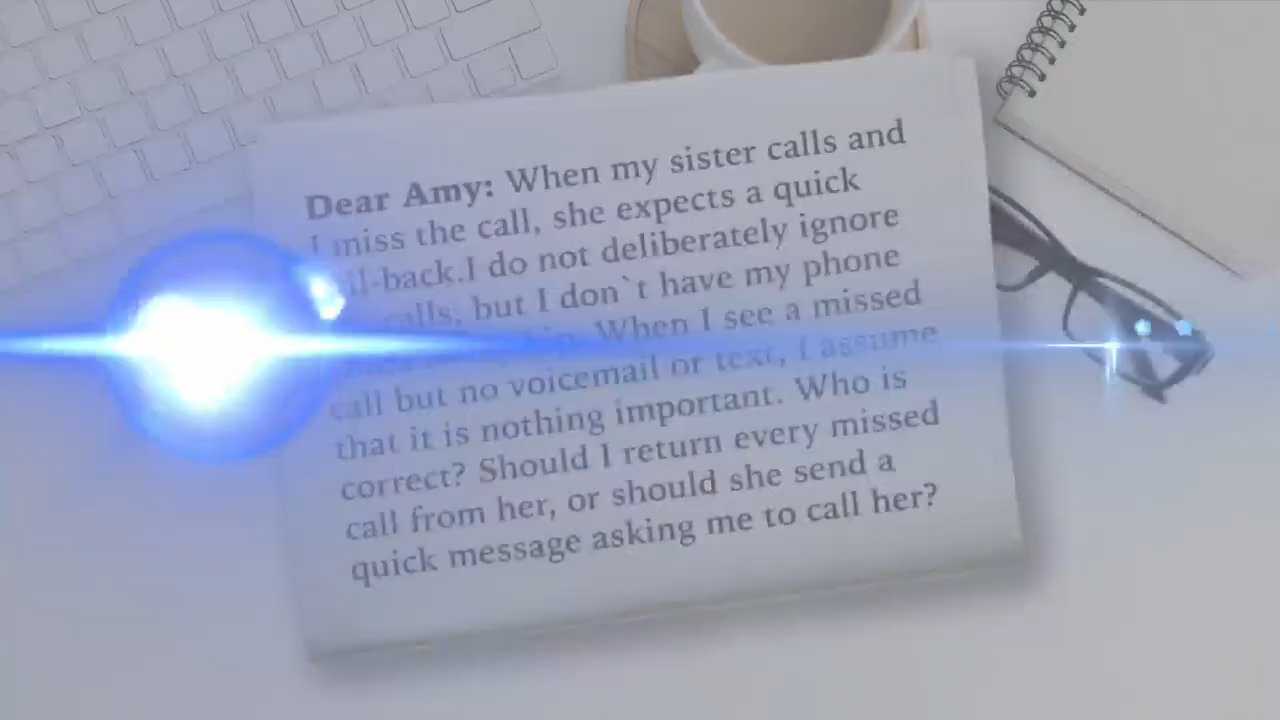 Dear Amy: When my sister calls and
I miss the call, she expects a quick
-back.I do not deliberately ignore
calls, but I don`t have my phone
When I see a missed
call but no voicemail or text, I assume
that it is nothing important. Who is
correct? Should I return every missed
call from her, or should she send a
quick message asking me to call her?